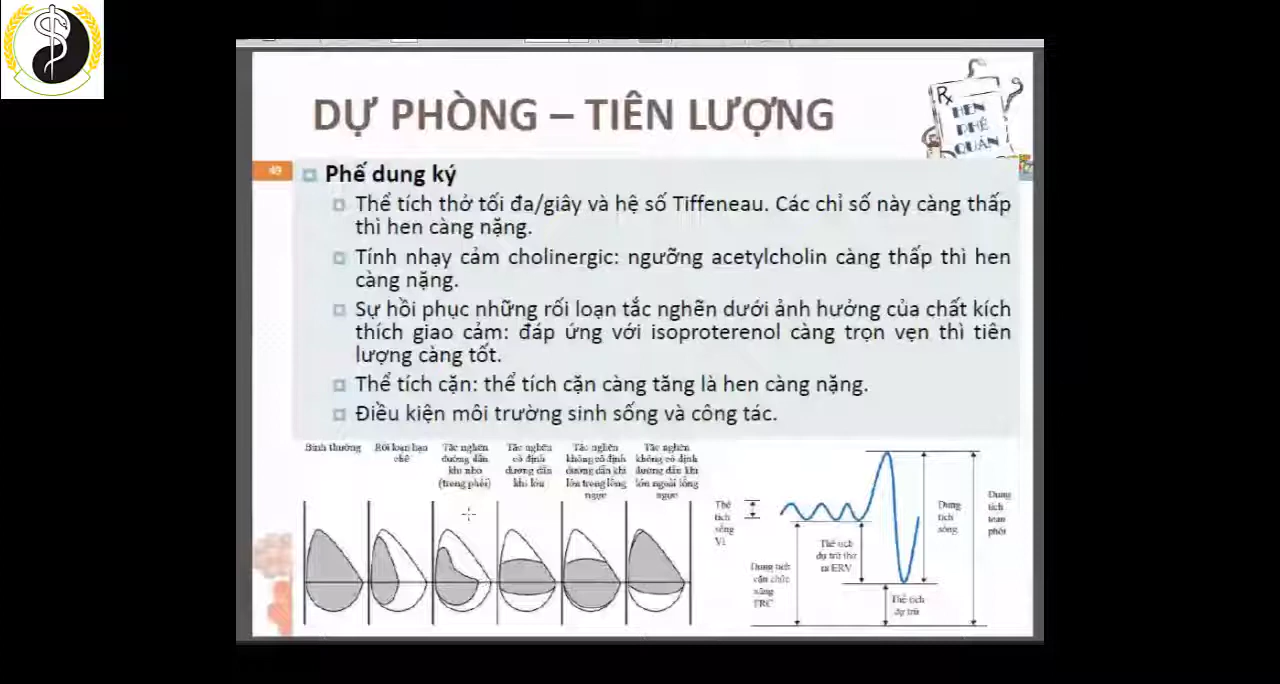 DỰ PHÒNG – TIÊN LƯỢNG
Rx
HEN
PHẾ
QUẢN
49
Phế dung ký
Thể tích thở tối đa/giây và hệ số Tiffeneau. Các chỉ số này càng thấp
thì hen càng nặng.
Tính nhạy cảm cholinergic: ngưỡng acetylcholin càng thấp thì hen
càng nặng.
Sự hồi phục những rối loạn tắc nghẽn dưới ảnh hưởng của chất kích
thích giao cảm: đáp ứng với isoproterenol càng trọn vẹn thì tiên
lượng càng tốt.
Thể tích cặn: thể tích cặn càng tăng là hen càng nặng.
Điều kiện môi trường sinh sống và công tác.
Bình thường
Rối loạn hạn
chế
Tắc nghẽn
đường dẫn
khí nhỏ
(trong phổi)
Tắc nghẽn
cố định
đường dẫn
khí lớn
Tắc nghẽn
không cố định
đường dẫn khí
lớn trong lồng
ngực
Tắc nghẽn
không cố định
đường dẫn khí
lớn ngoài lồng
ngực
Thể
tích
sống
Vt
Dung tích
cặn chức
năng
FRC
Thể tích
dự trữ thở
ra ERV
Thể tích
dự trữ
Dung
tích
sống
Dung
tích
toàn
phổi